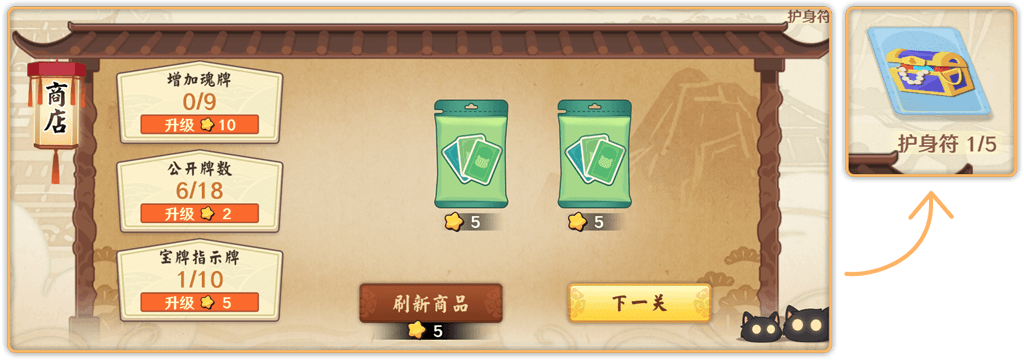 护身符
商店
增加魂牌
0/9
升级 10
公开牌数
6/18
升级 2
宝牌指示牌
1/10
升级 5
5
5
刷新商品
5
下一关
护身符 1/5